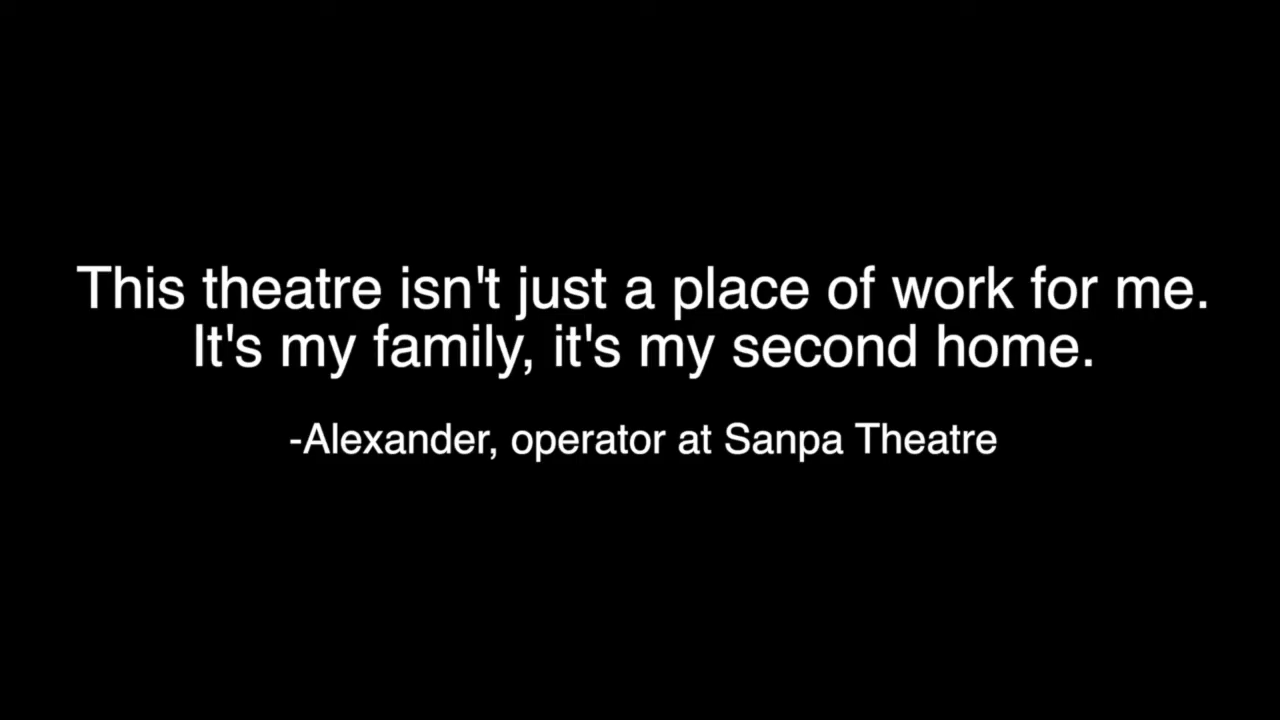 This theatre isn't just a place of work for me.
It's my family, it's my second home.
-Alexander, operator at Sanpa Theatre